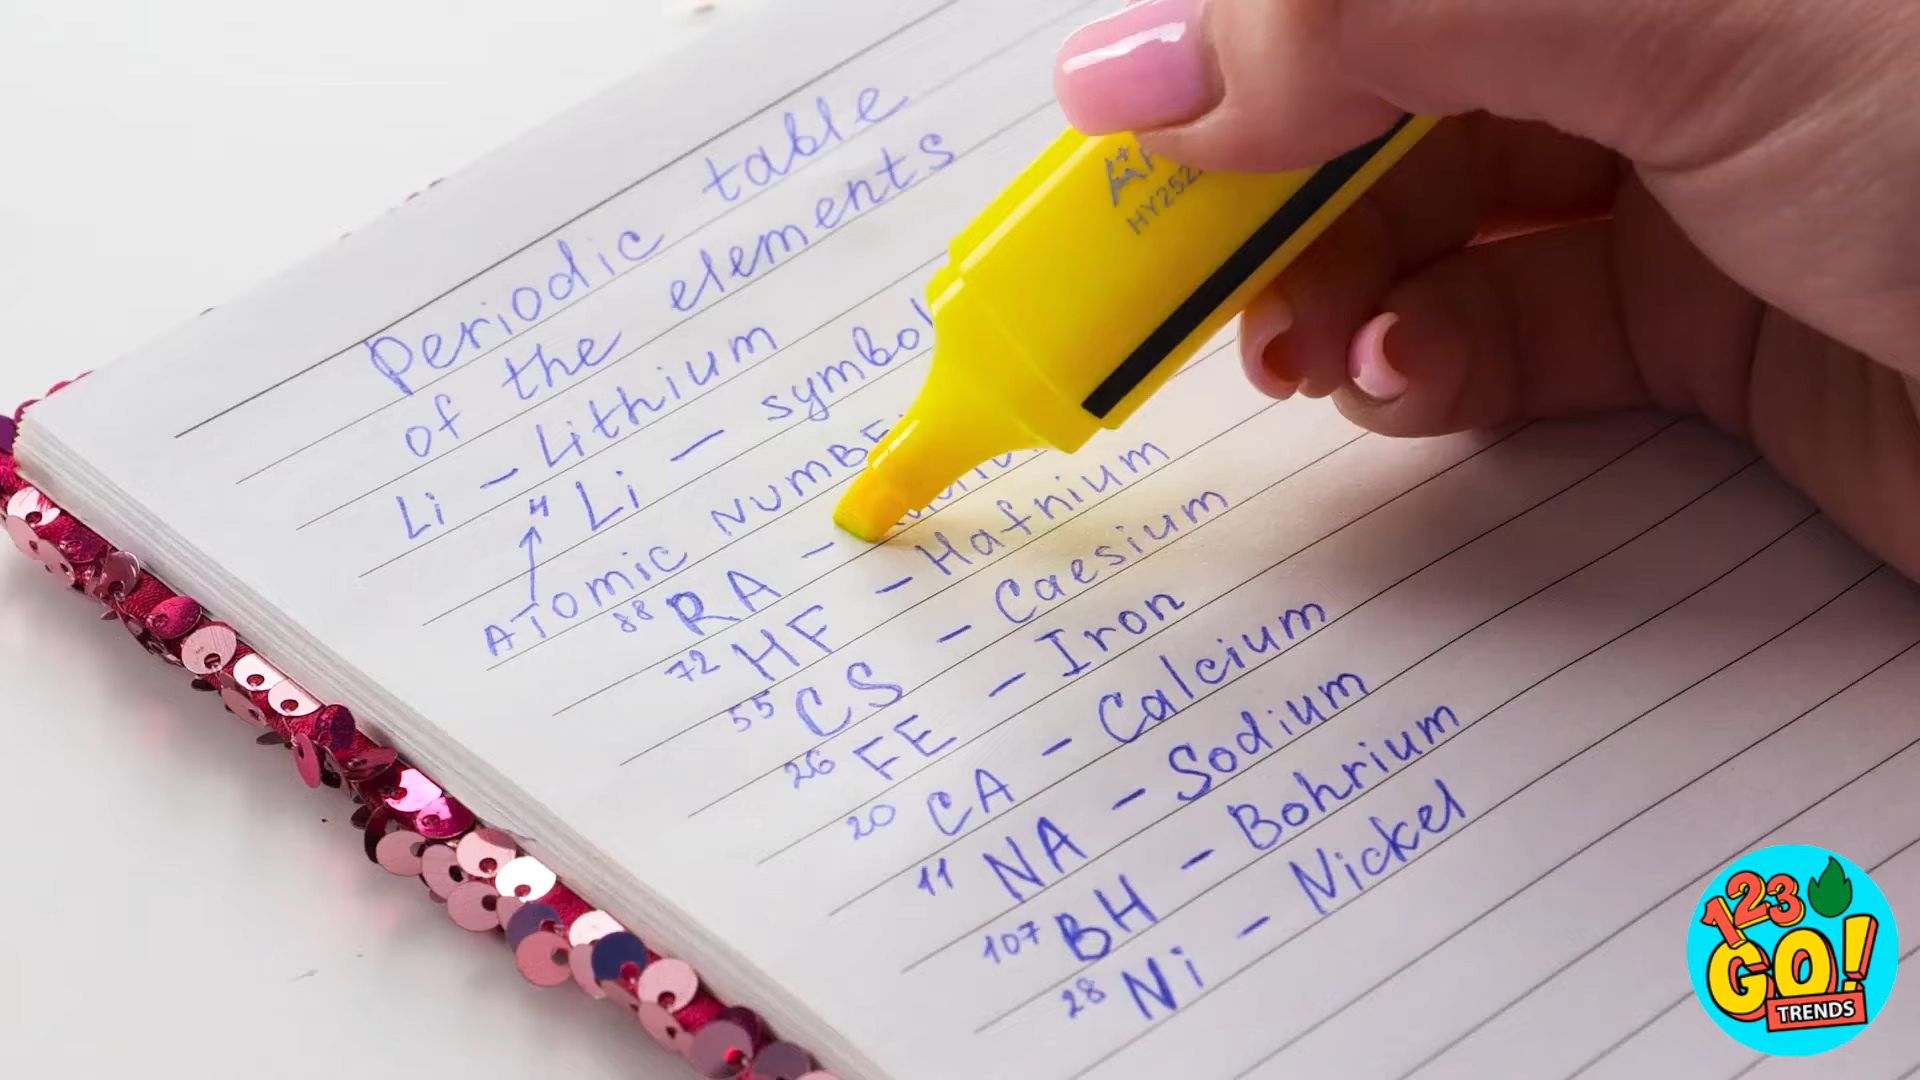 Periodic table
of the elements
Li - Lithium
4 Li - symbol
ATomic NUMBE
88 RA -
72 HF - Hafnium
55 CS - Caesium
26 FE - Iron
20 CA - Calcium
11 NA - Sodium
107 BH - Bohrium
28 Ni - Nickel
HY252
123
GO!
TRENDS